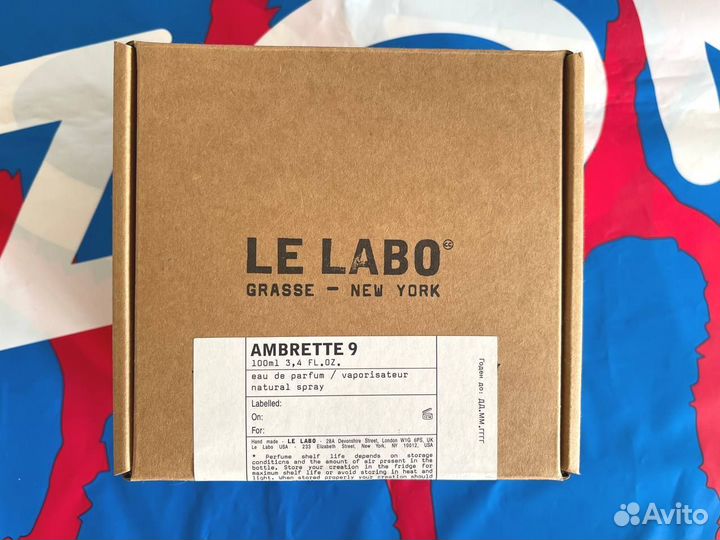 LE LABO
GRASSE – NEW YORK
AMBRETTE 9
100ml 3,4 FL.OZ.
eau de parfum / vaporisateur
natural spray
Labelled:
On:
For:
Hand made - LE LABO - 28A Devonshire Street, London W1G 6PS, UK
Le Labo USA - 233 Elizabeth Street, New York, NY, 10012, USA
* Perfume shelf life depends on storage
conditions and the amount of air present in the
bottle. Store your creation in the fridge for
maximum shelf life or avoid storing in heat and
light. When stored properly your creation should
Годен до: ДД.ММ.ГГГГ
Avito